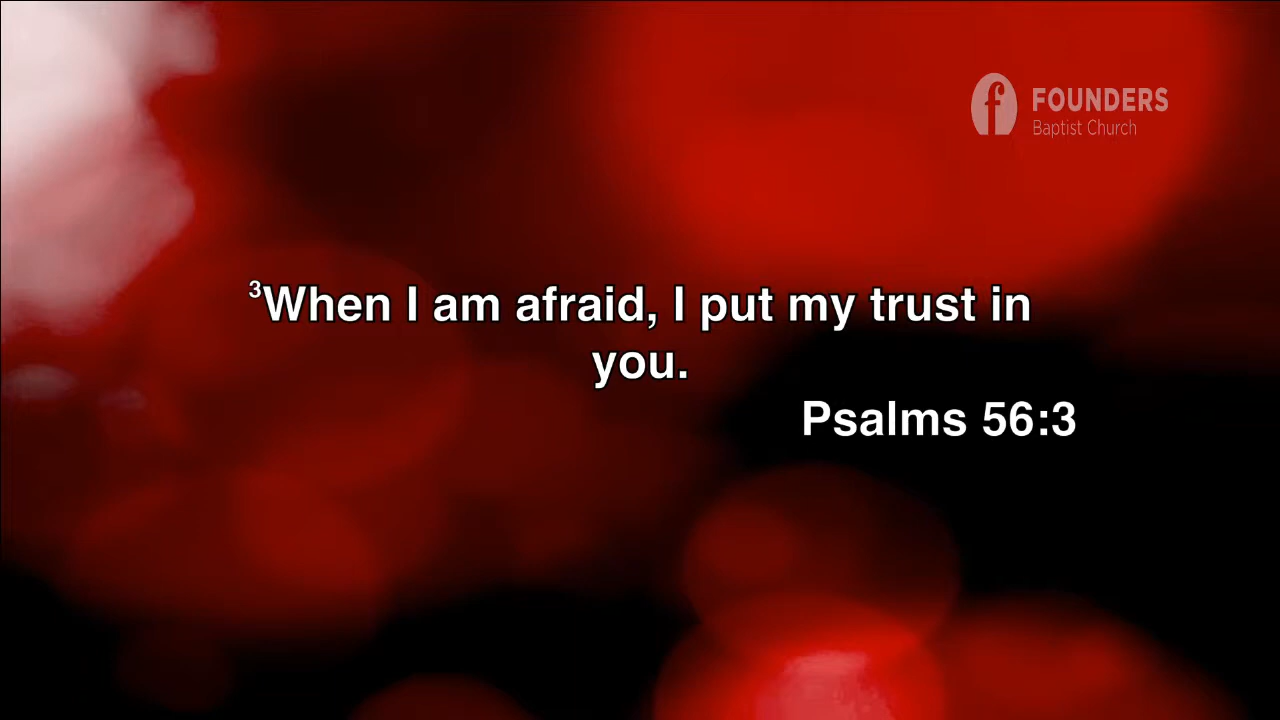 FOUNDERS
Baptist Church
³When I am afraid, I put my trust in
you.
Psalms 56:3